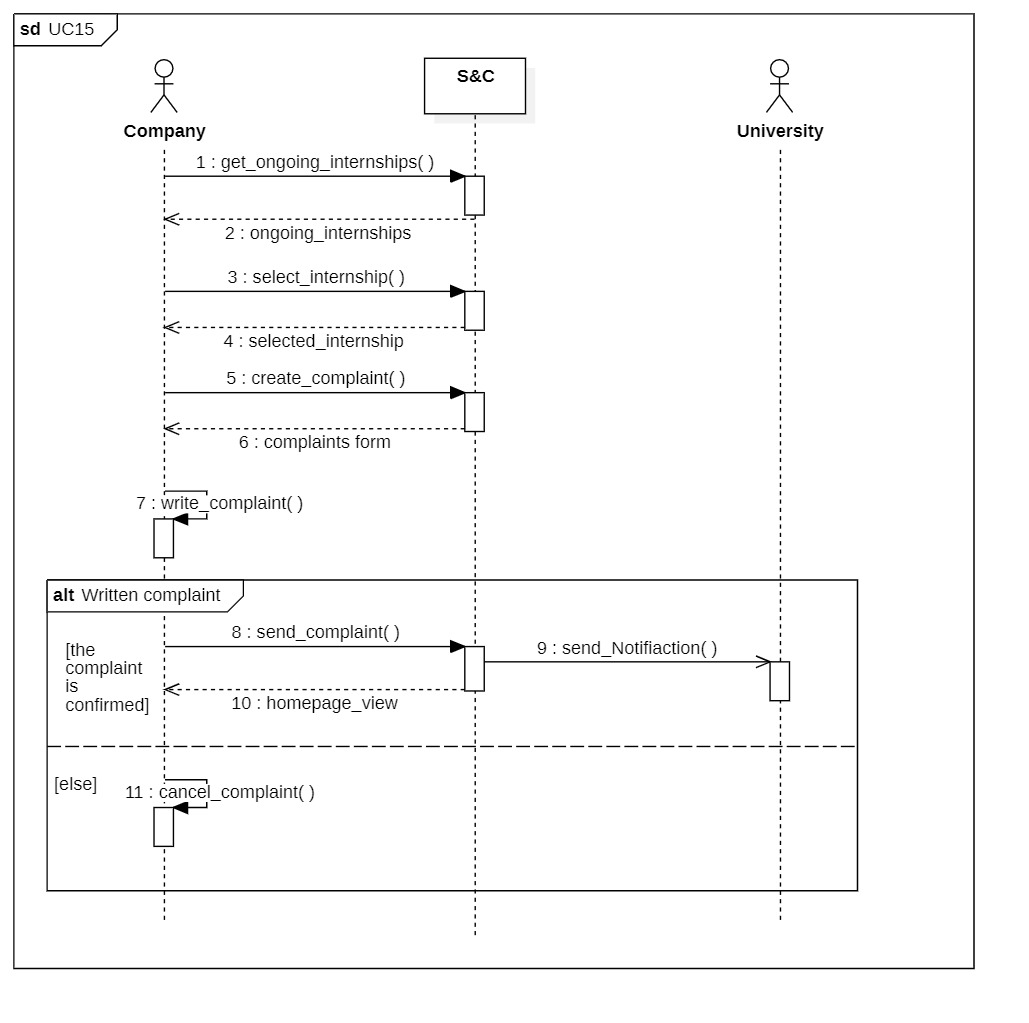 sd UC15
Company
S&C
University
1 : get_ongoing_internships( )
2 : ongoing_internships
3 : select_internship( )
4 : selected_internship
5 : create_complaint( )
6 : complaints form
7 : write_complaint( )
alt Written complaint
[the
complaint
is
confirmed]
8 : send_complaint( )
9 : send_Notifiaction( )
10 : homepage_view
[else]
11 : cancel_complaint( )